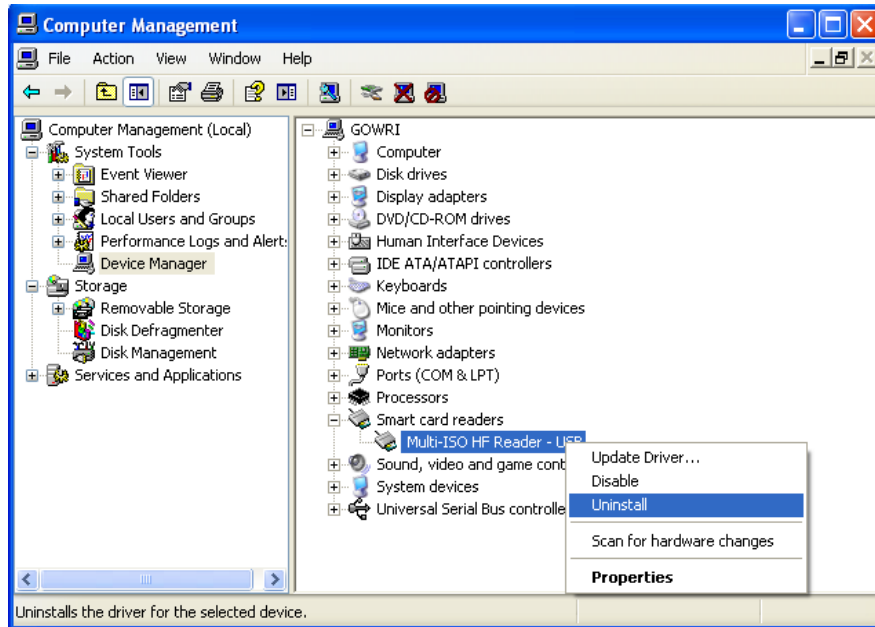 Computer Management
File Action View Window Help
Computer Management (Local)
System Tools
Event Viewer
Shared Folders
Local Users and Groups
Performance Logs and Alert:
Device Manager
Storage
Removable Storage
Disk Defragmenter
Disk Management
Services and Applications
GOWRI
Computer
Disk drives
Display adapters
DVD/CD-ROM drives
Human Interface Devices
IDE ATA/ATAPI controllers
Keyboards
Mice and other pointing devices
Monitors
Network adapters
Ports (COM & LPT)
Processors
Smart card readers
Multi-ISO HF Reader - USB
Sound, video and game cont
System devices
Universal Serial Bus controlle
Update Driver...
Disable
Uninstall
Scan for hardware changes
Properties
Uninstalls the driver for the selected device.